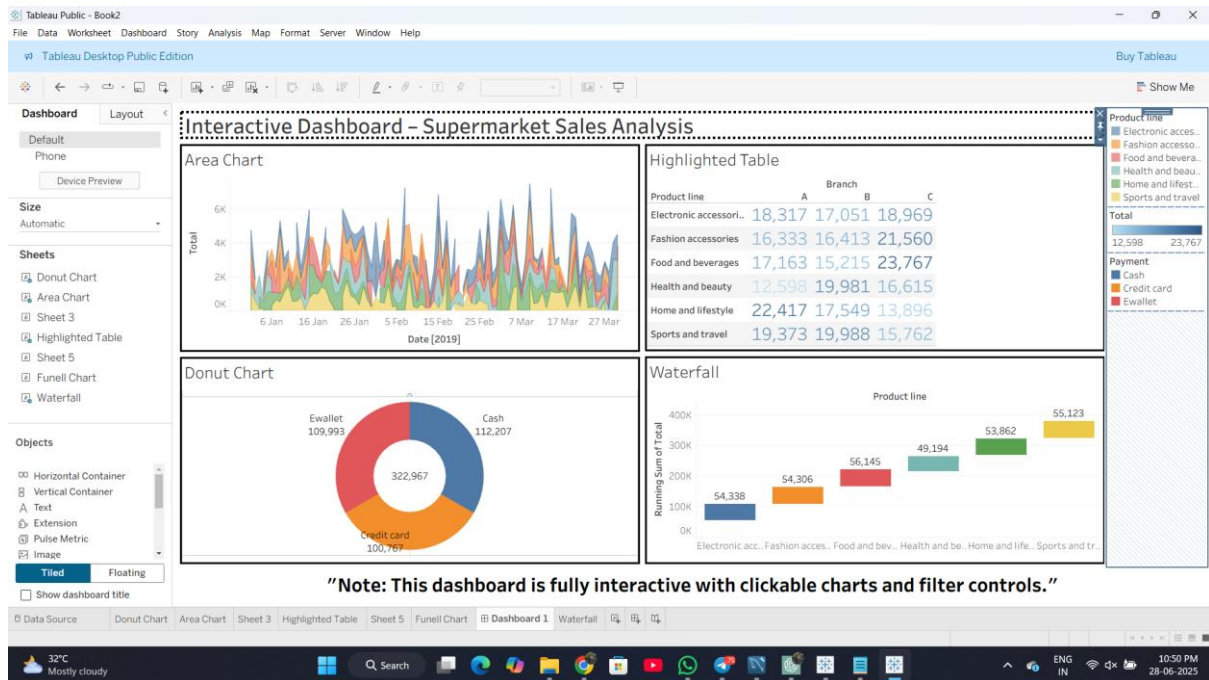 Tableau Public - Book2
File Data Worksheet Dashboard Story Analysis Map Format Server Window Help
Tableau Desktop Public Edition
Buy Tableau
Show Me
Dashboard Layout
Default
Phone
Device Preview
Size
Automatic
Sheets
Donut Chart
Area Chart
Sheet 3
Highlighted Table
Sheet 5
Funell Chart
Waterfall
Objects
Horizontal Container
Vertical Container
Text
Extension
Pulse Metric
Image
Tiled Floating
Show dashboard title
Interactive Dashboard – Supermarket Sales Analysis
Area Chart
Total
6K
4K
2K
0K
6 Jan 16 Jan 26 Jan 5 Feb 15 Feb 25 Feb 7 Mar 17 Mar 27 Mar
Date [2019]
Highlighted Table
Branch
Product line A B C
Electronic accessori.. 18,317 17,051 18,969
Fashion accessories 16,333 16,413 21,560
Food and beverages 17,163 15,215 23,767
Health and beauty 12,598 19,981 16,615
Home and lifestyle 22,417 17,549 13,896
Sports and travel 19,373 19,988 15,762
Donut Chart
Ewallet
109,993
Cash
112,207
322,967
Credit card
100,767
Waterfall
Product line
Running Sum of Total
400K
300K
200K
100K
0K
54,338
54,306
56,145
49,194
53,862
55,123
Electronic acc.. Fashion acces.. Food and bev.. Health and be.. Home and life.. Sports and tr..
Product line
Electronic acces..
Fashion accesso..
Food and bevera..
Health and beau..
Home and lifest..
Sports and travel
Total
12,598 23,767
Payment
Cash
Credit card
Ewallet
"Note: This dashboard is fully interactive with clickable charts and filter controls."
Data Source Donut Chart Area Chart Sheet 3 Highlighted Table Sheet 5 Funell Chart Dashboard 1 Waterfall
32°C
Mostly cloudy
Search
ENG
IN
10:50 PM
28-06-2025